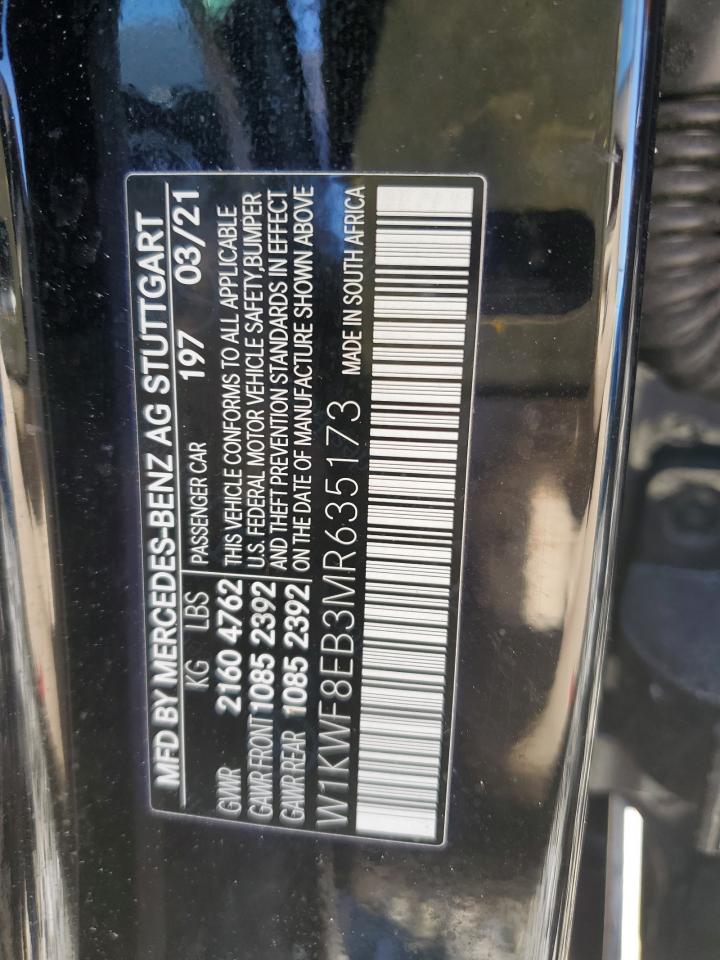 MFD BY MERCEDES-BENZ AG STUTTGART
KG LBS PASSENGER CAR 197 03/21
GVWR 2160 4762 THIS VEHICLE CONFORMS TO ALL APPLICABLE
GAWR FRONT 1085 2392 U.S. FEDERAL MOTOR VEHICLE SAFETY,BUMPER
GAWR REAR 1085 2392 AND THEFT PREVENTION STANDARDS IN EFFECT
ON THE DATE OF MANUFACTURE SHOWN ABOVE
W1KWF8EB3MR635173 MADE IN SOUTH AFRICA